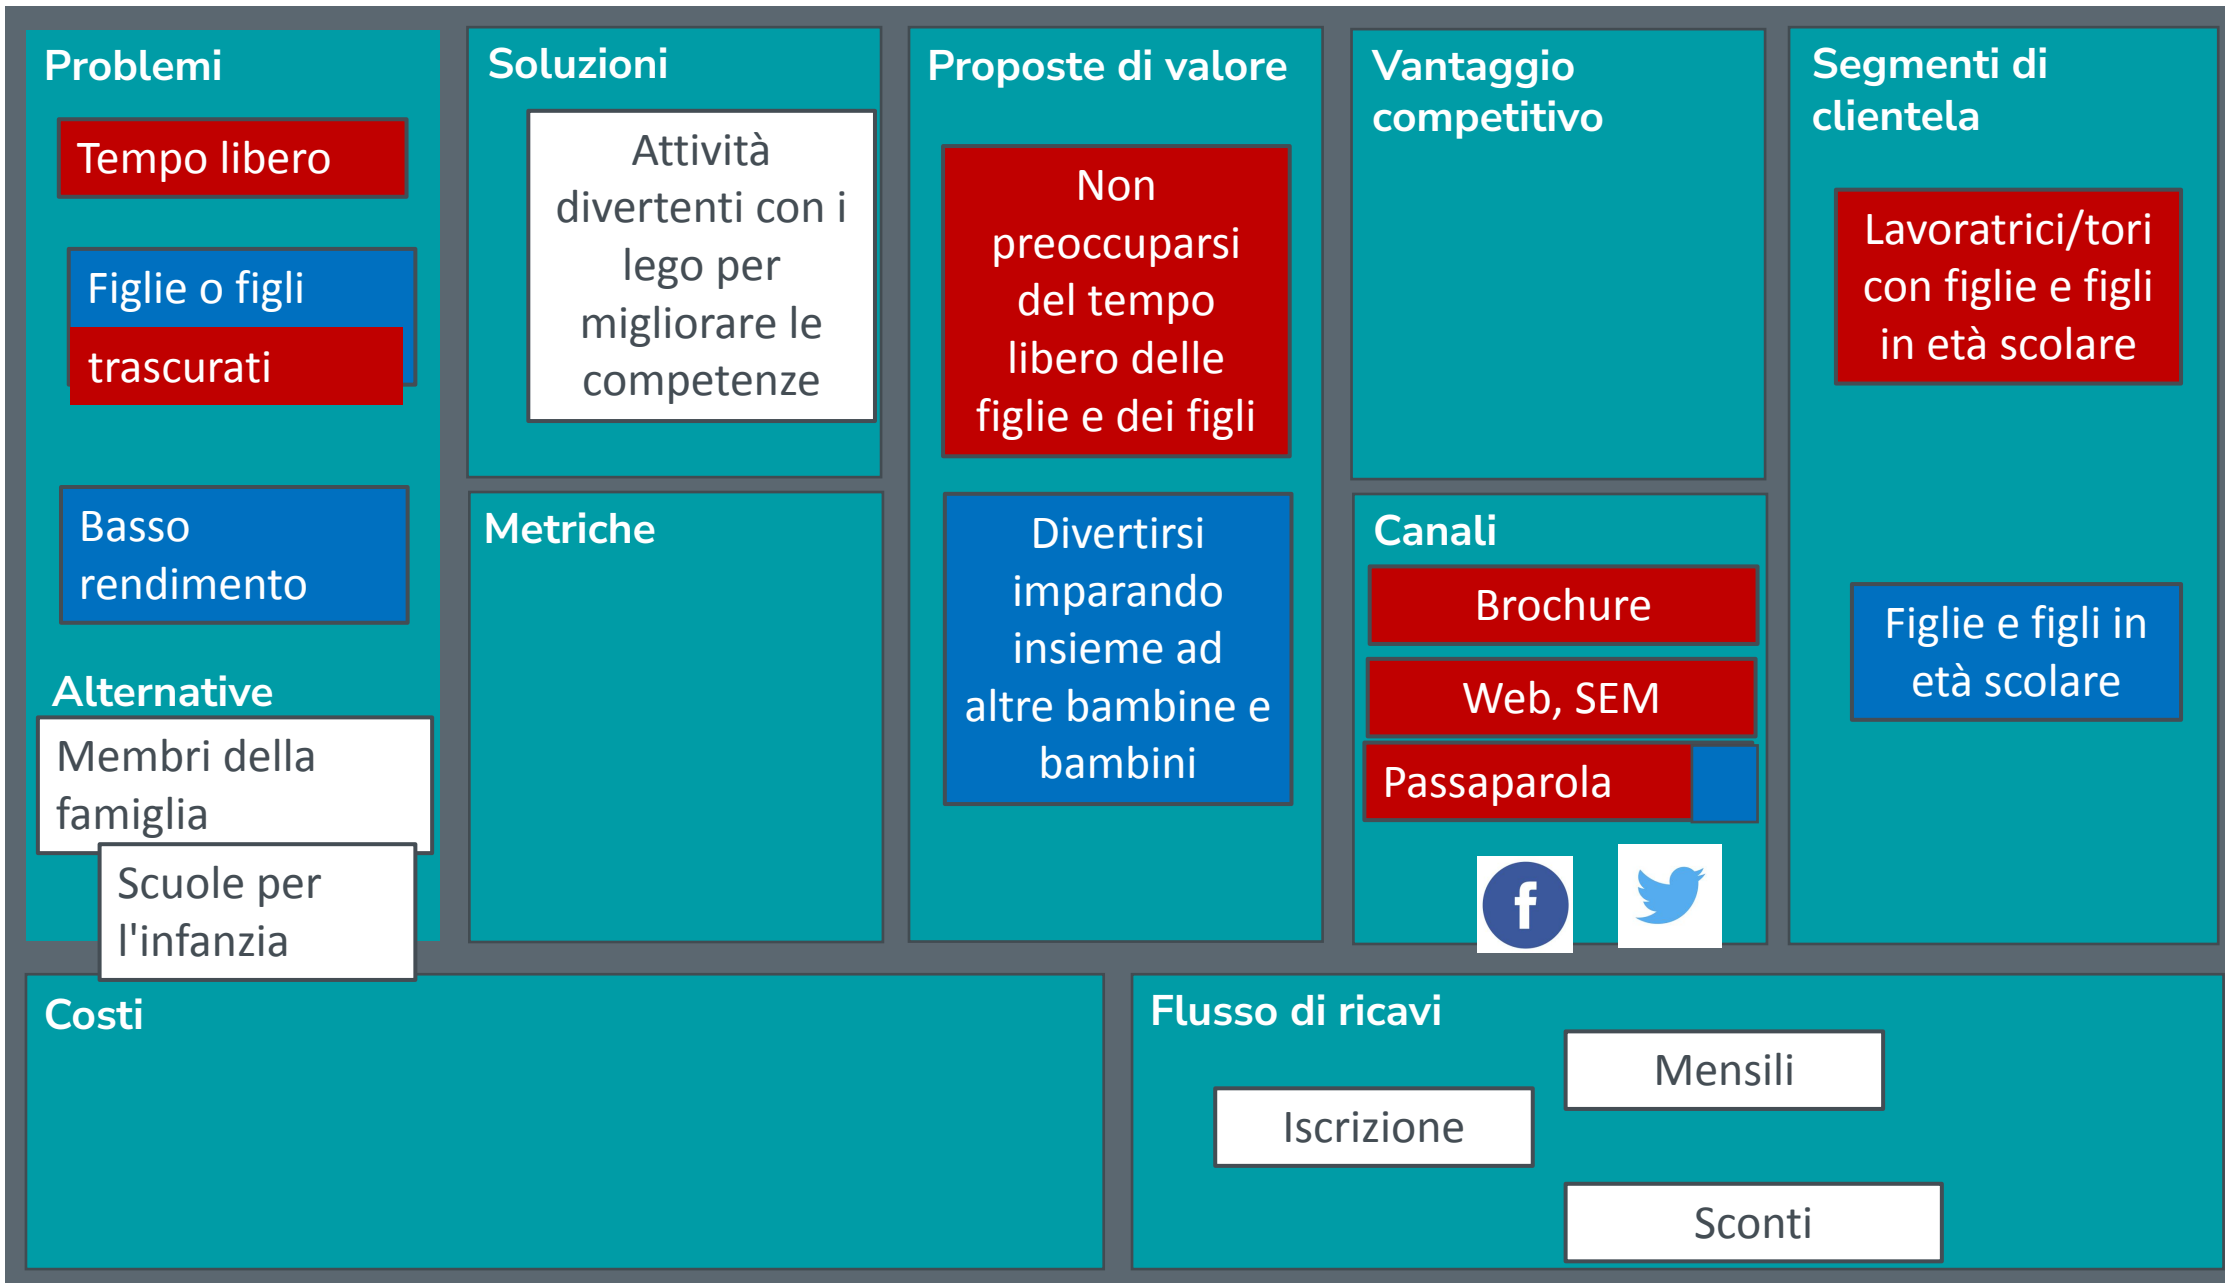 Problemi
Tempo libero
Figlie o figli
trascurati
Basso
rendimento
Alternative
Membri della
famiglia
Scuole per
l'infanzia
Soluzioni
Attività
divertenti con i
lego per
migliorare le
competenze
Metriche
Proposte di valore
Non
preoccuparsi
del tempo
libero delle
figlie e dei figli
Divertirsi
imparando
insieme ad
altre bambine e
bambini
Vantaggio
competitivo
Canali
Brochure
Web, SEM
Passaparola
f
Segmenti di
clientela
Lavoratrici/tori
con figlie e figli
in età scolare
Figlie e figli in
età scolare
Costi
Flusso di ricavi
Mensili
Iscrizione
Sconti